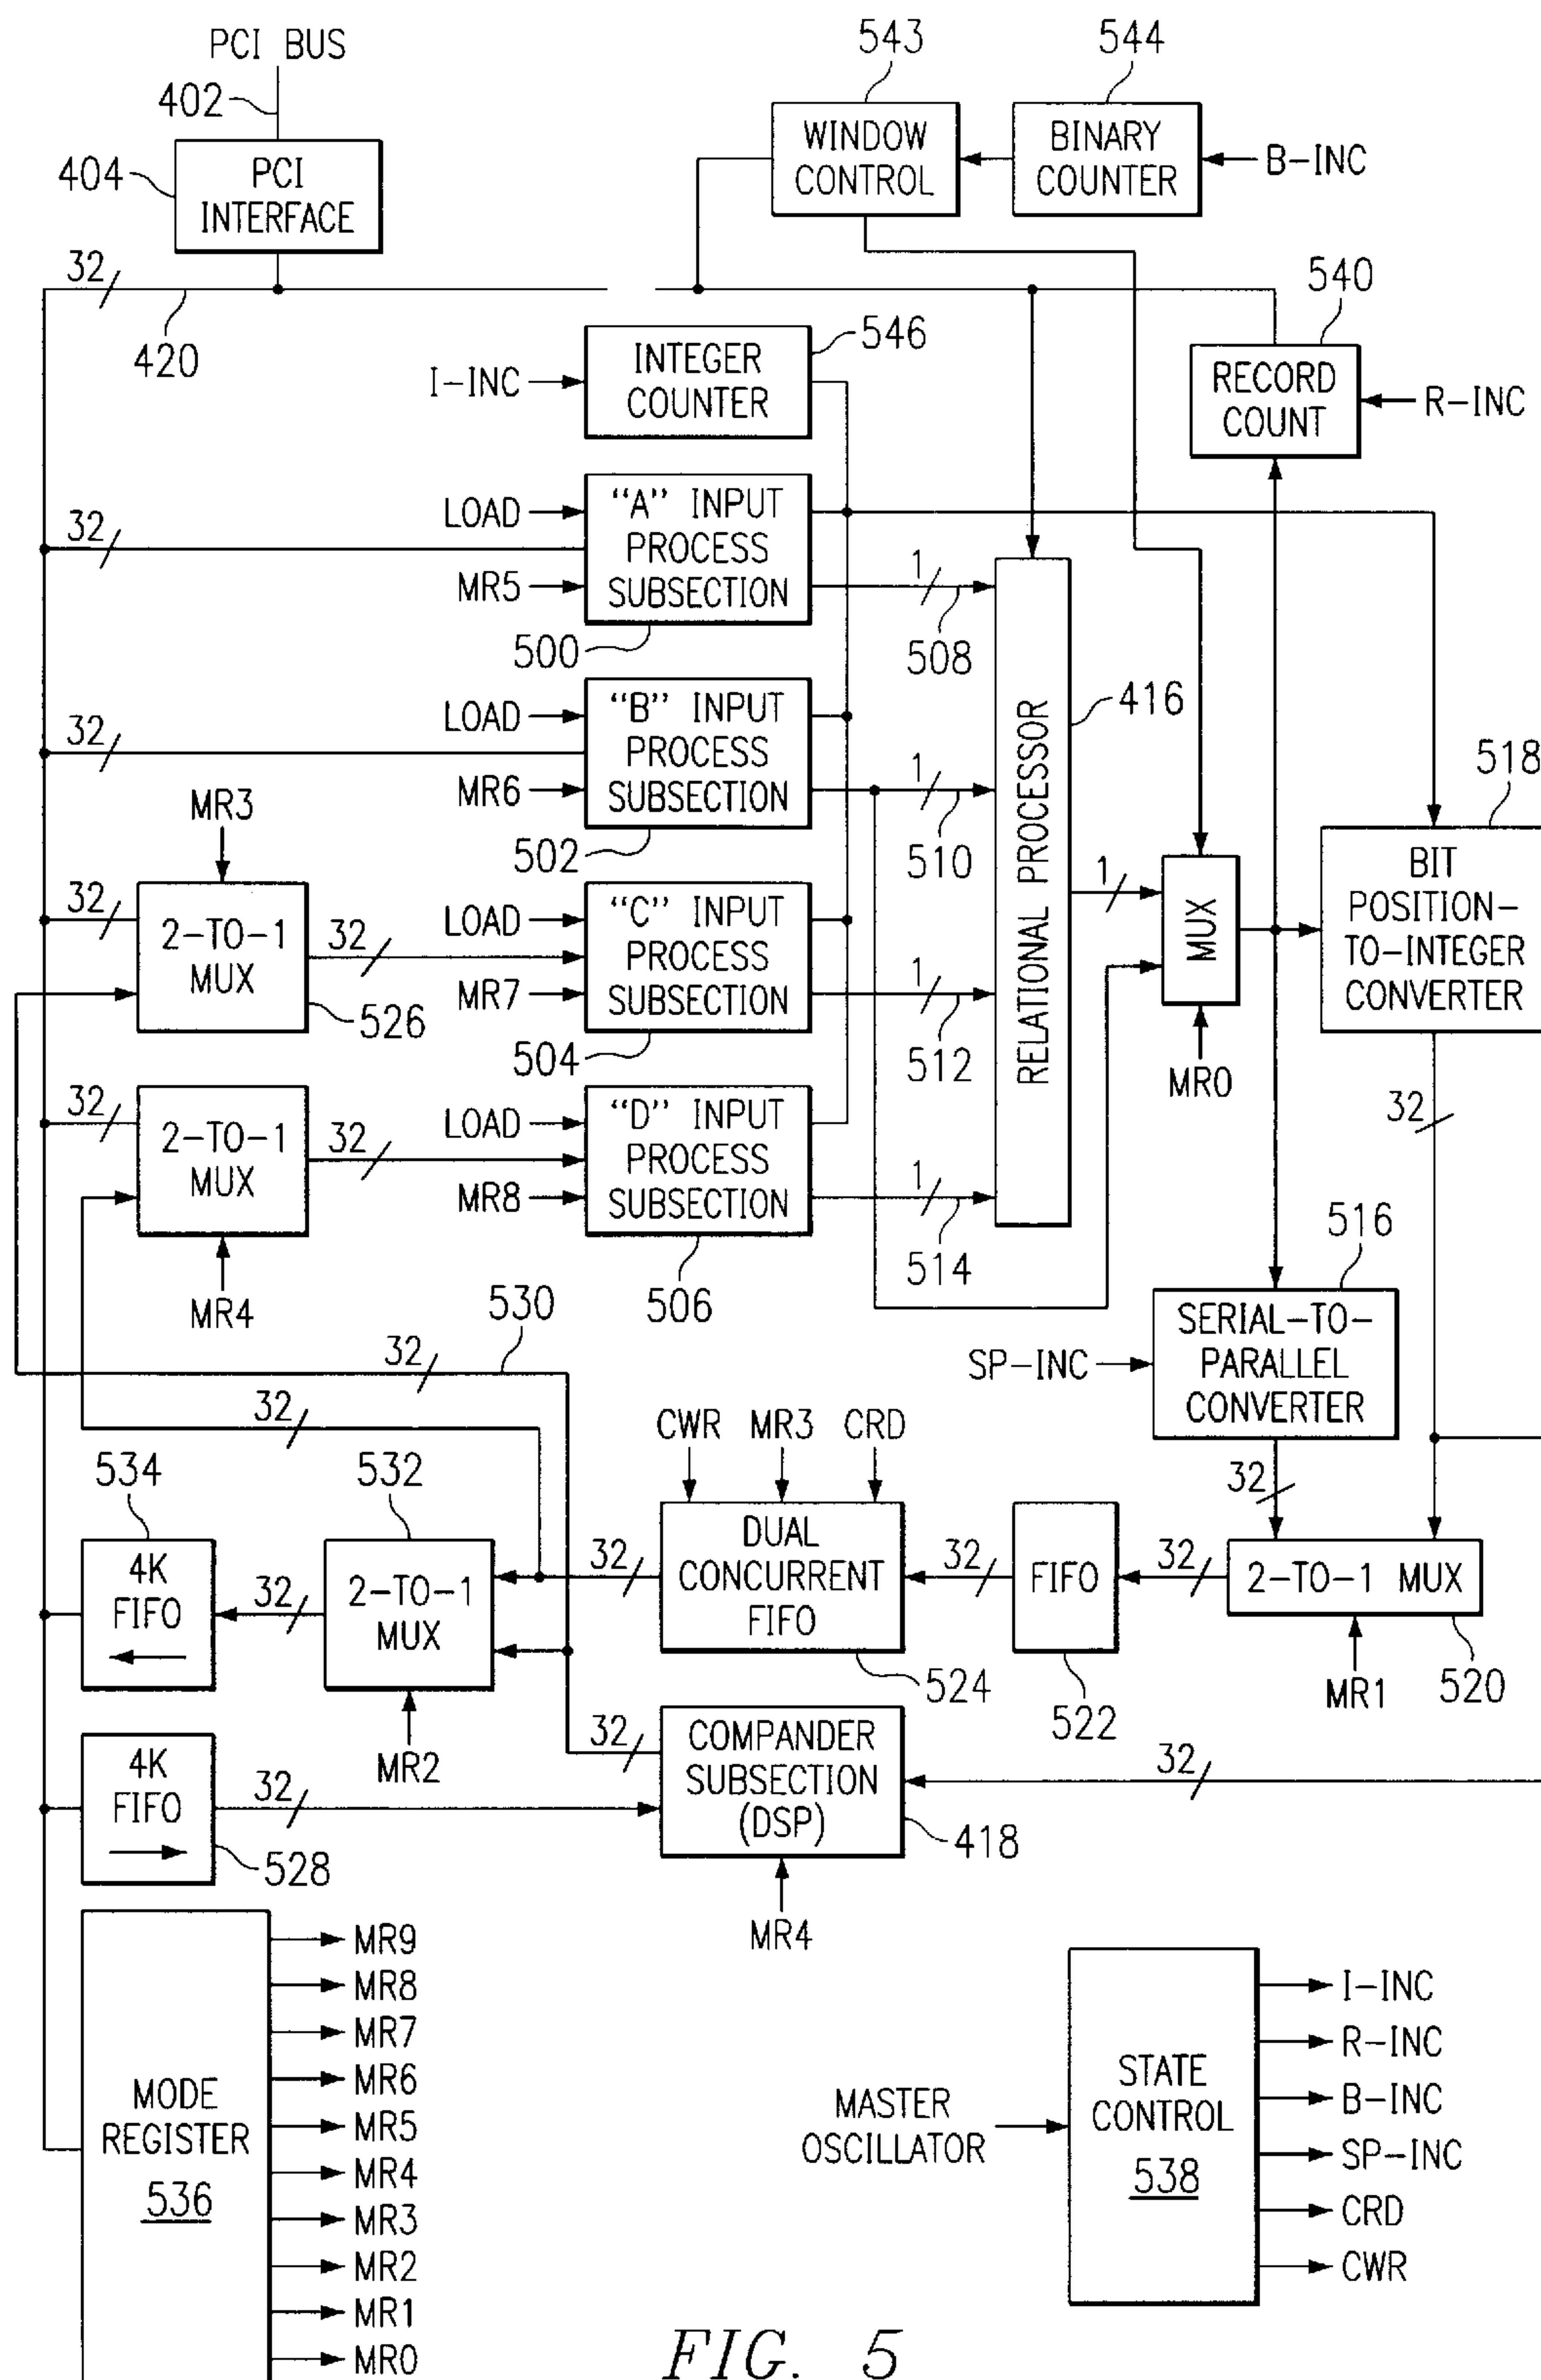 PCI BUS
402
404
PCI
INTERFACE
543
544
WINDOW
CONTROL
BINARY
COUNTER
B-INC
32
420
540
RECORD
COUNT
R-INC
546
I-INC
INTEGER
COUNTER
LOAD
32
MR5
"A" INPUT
PROCESS
SUBSECTION
500
1
508
LOAD
32
MR6
"B" INPUT
PROCESS
SUBSECTION
502
1
510
RELATIONAL PROCESSOR
416
518
MR3
32
2-TO-1
MUX
526
32
LOAD
MR7
"C" INPUT
PROCESS
SUBSECTION
504
1
512
1
MUX
MR0
BIT
POSITION-
TO-INTEGER
CONVERTER
32
32
2-TO-1
MUX
MR4
32
LOAD
MR8
"D" INPUT
PROCESS
SUBSECTION
506
1
514
516
SERIAL-TO-
PARALLEL
CONVERTER
SP-INC
32
530
32
32
CWR
MR3
CRD
534
4K
FIFO
32
532
2-TO-1
MUX
MR2
32
DUAL
CONCURRENT
FIFO
524
32
FIFO
522
32
2-TO-1 MUX
MR1
520
4K
FIFO
528
32
32
COMPANDER
SUBSECTION
(DSP)
418
MR4
32
MODE
REGISTER
536
MR9
MR8
MR7
MR6
MR5
MR4
MR3
MR2
MR1
MR0
MASTER
OSCILLATOR
STATE
CONTROL
538
I-INC
R-INC
B-INC
SP-INC
CRD
CWR
FIG. 5